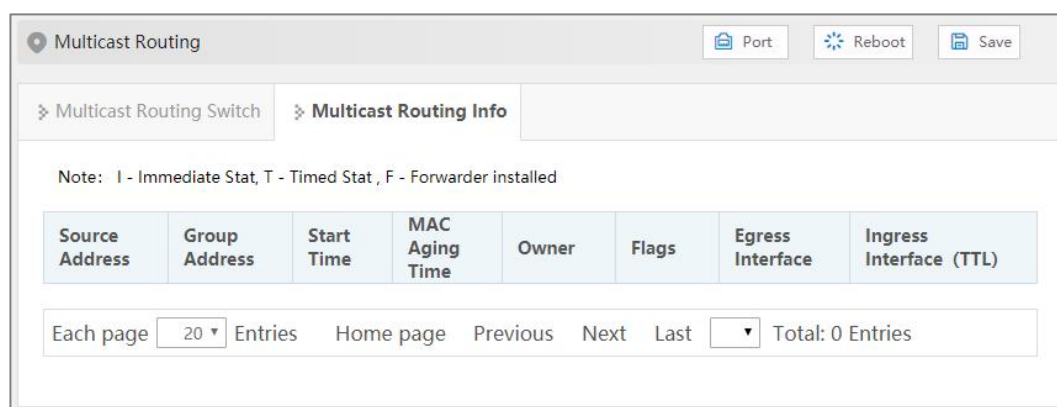 Multicast Routing Port Reboot Save
Multicast Routing Switch Multicast Routing Info
Note: I - Immediate Stat, T - Timed Stat , F - Forwarder installed
Source Address Group Address Start Time MAC Aging Time Owner Flags Egress Interface Ingress Interface (TTL)
Each page 20 Entries Home page Previous Next Last Total: 0 Entries